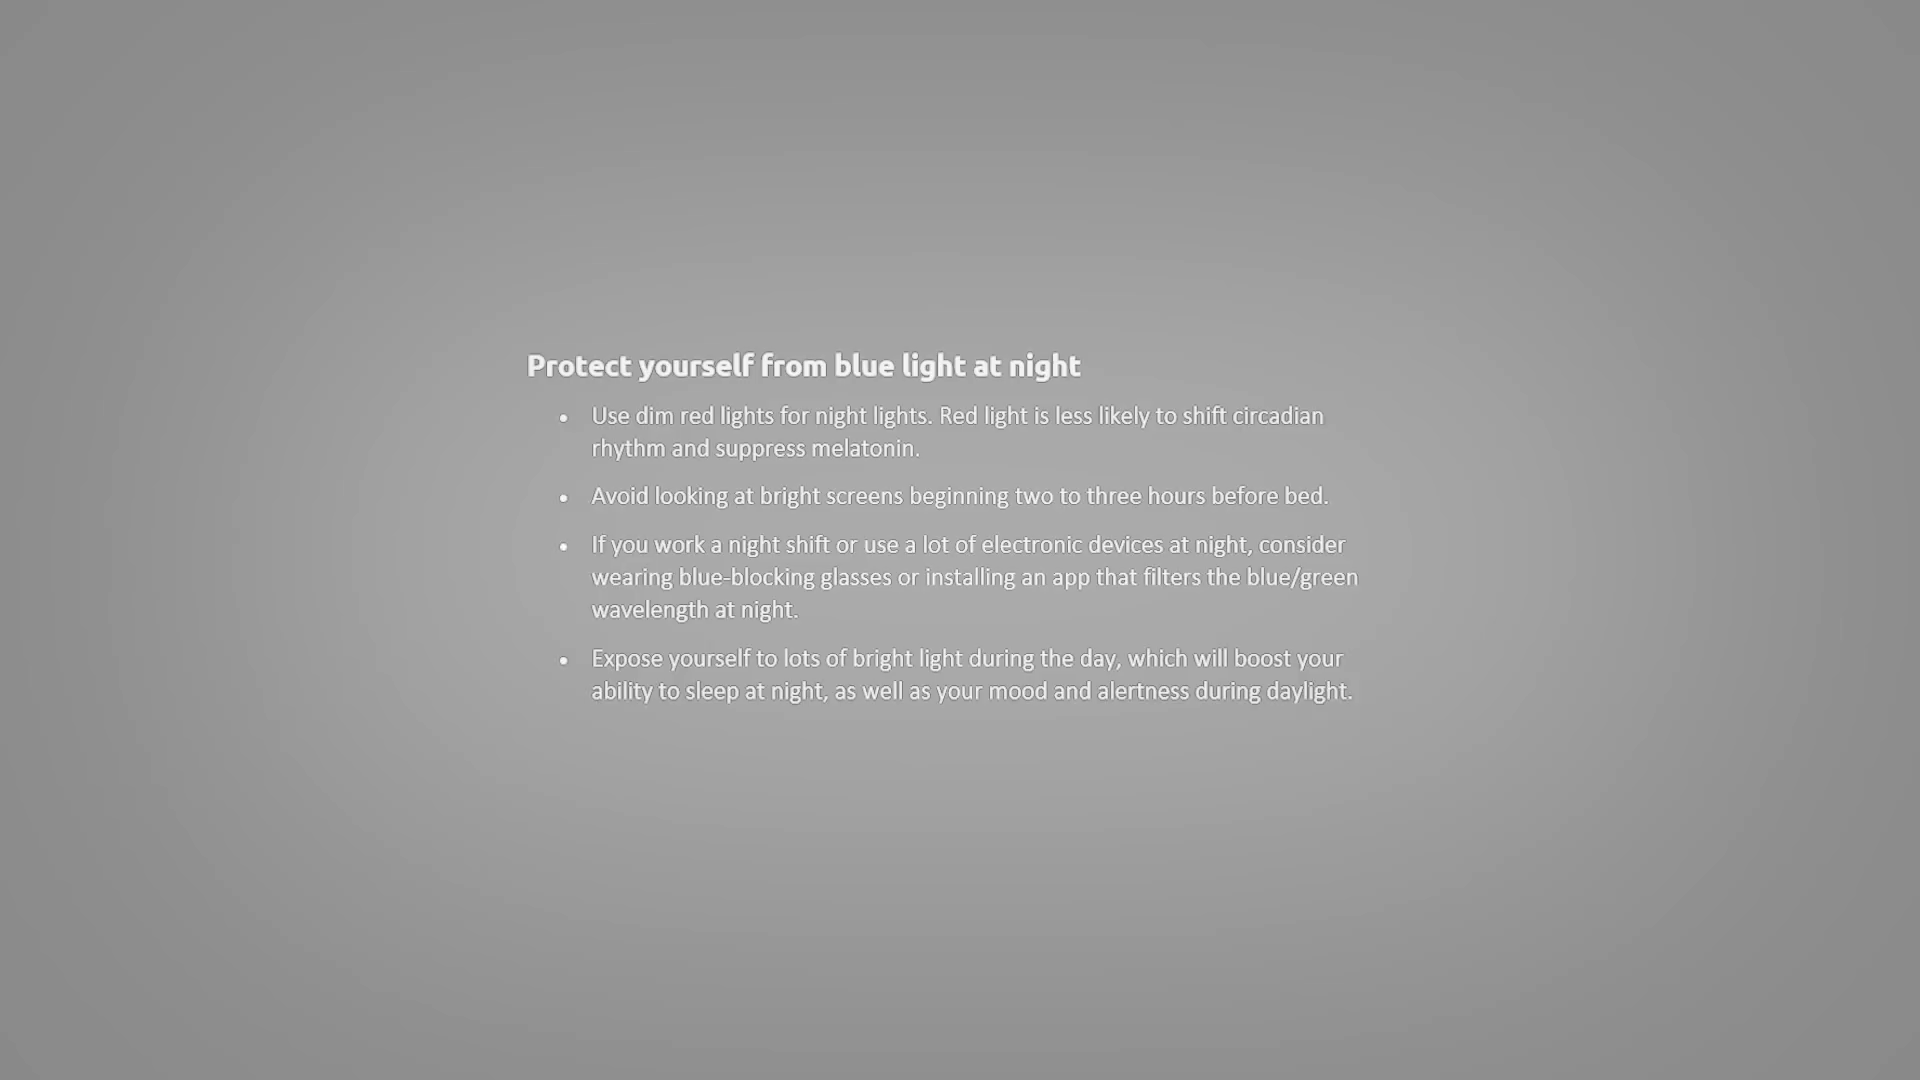 Protect yourself from blue light at night
• Use dim red lights for night lights. Red light is less likely to shift circadian
rhythm and suppress melatonin.
• Avoid looking at bright screens beginning two to three hours before bed.
• If you work a night shift or use a lot of electronic devices at night, consider
wearing blue-blocking glasses or installing an app that filters the blue/green
wavelength at night.
• Expose yourself to lots of bright light during the day, which will boost your
ability to sleep at night, as well as your mood and alertness during daylight.